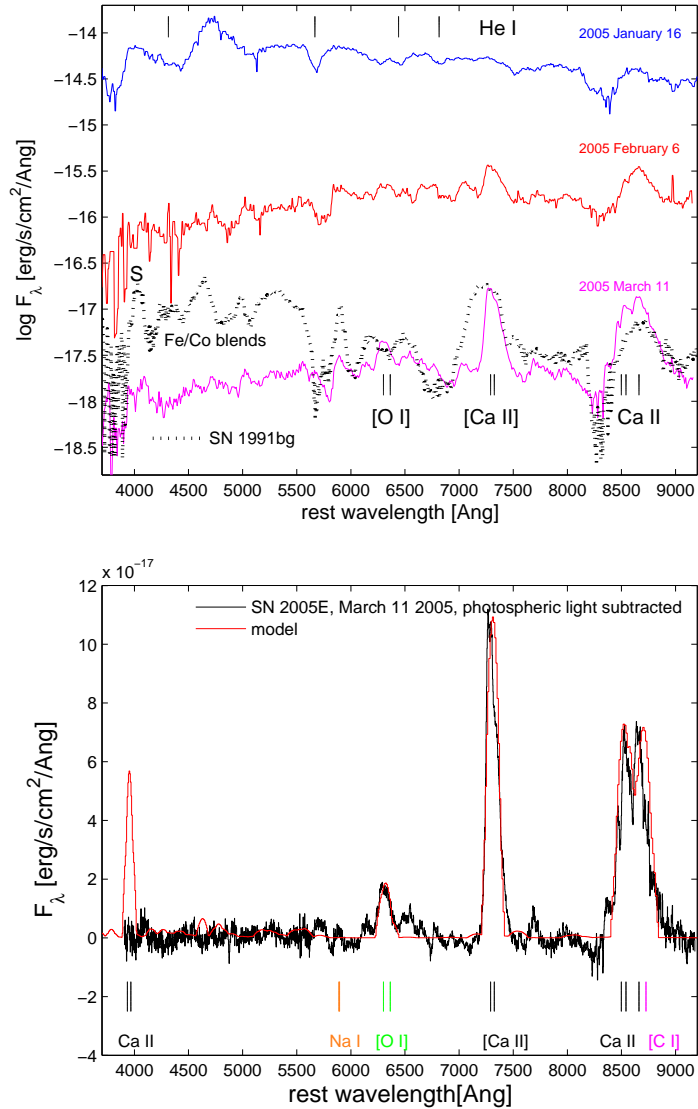 He I
2005 January 16
2005 February 6
2005 March 11
S
Fe/Co blends
[O I]
[Ca II]
Ca II
SN 1991bg
−14
−14.5
−15
−15.5
−16
−16.5
−17
−17.5
−18
−18.5
log F_λ [erg/s/cm²/Ang]
4000 4500 5000 5500 6000 6500 7000 7500 8000 8500 9000
rest wavelength [Ang]
x 10⁻¹⁷
SN 2005E, March 11 2005, photospheric light subtracted
model
12
10
8
6
4
2
0
−2
−4
F_λ [erg/s/cm²/Ang]
Ca II
Na I
[O I]
[Ca II]
Ca II
[C I]
4000 4500 5000 5500 6000 6500 7000 7500 8000 8500 9000
rest wavelength[Ang]